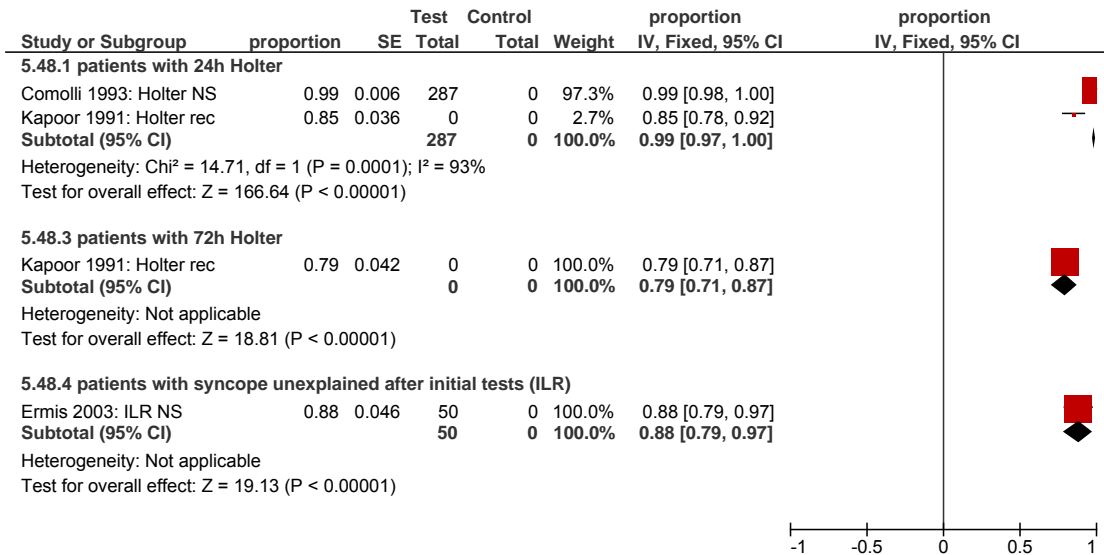 Test Control proportion proportion
Study or Subgroup proportion SE Total Total Weight IV, Fixed, 95% CI IV, Fixed, 95% CI
5.48.1 patients with 24h Holter
Comolli 1993: Holter NS 0.99 0.006 287 0 97.3% 0.99 [0.98, 1.00]
Kapoor 1991: Holter rec 0.85 0.036 0 0 2.7% 0.85 [0.78, 0.92]
Subtotal (95% CI) 287 0 100.0% 0.99 [0.97, 1.00]
Heterogeneity: Chi² = 14.71, df = 1 (P = 0.0001); I² = 93%
Test for overall effect: Z = 166.64 (P < 0.00001)
5.48.3 patients with 72h Holter
Kapoor 1991: Holter rec 0.79 0.042 0 0 100.0% 0.79 [0.71, 0.87]
Subtotal (95% CI) 0 0 100.0% 0.79 [0.71, 0.87]
Heterogeneity: Not applicable
Test for overall effect: Z = 18.81 (P < 0.00001)
5.48.4 patients with syncope unexplained after initial tests (ILR)
Ermis 2003: ILR NS 0.88 0.046 50 0 100.0% 0.88 [0.79, 0.97]
Subtotal (95% CI) 50 0 100.0% 0.88 [0.79, 0.97]
Heterogeneity: Not applicable
Test for overall effect: Z = 19.13 (P < 0.00001)
-1 -0.5 0 0.5 1